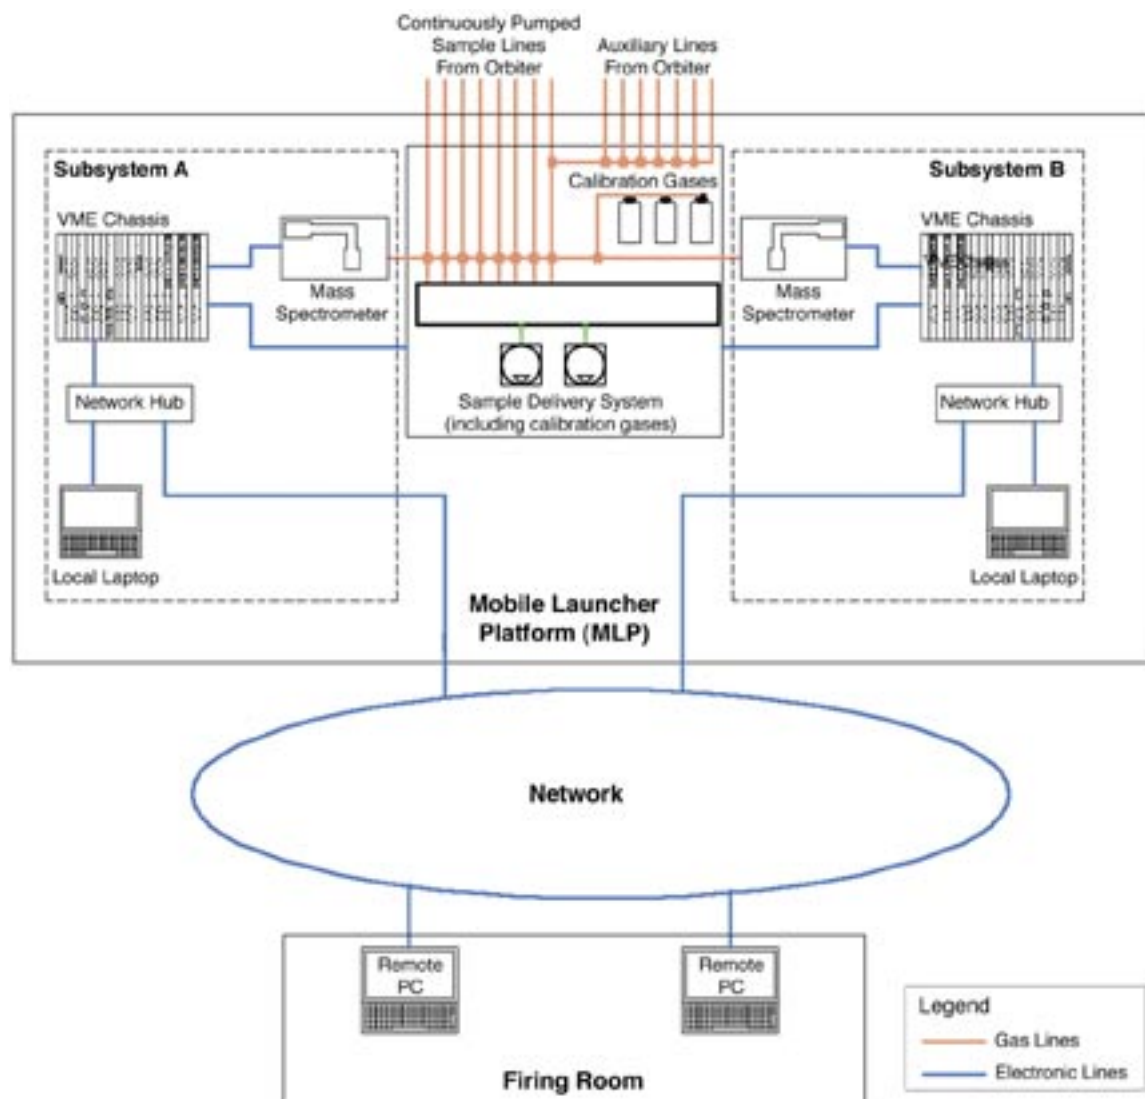 Continuously Pumped
Sample Lines
From Orbiter
Auxiliary Lines
From Orbiter
Subsystem A
Subsystem B
Calibration Gases
VME Chassis
VME Chassis
Mass
Spectrometer
Mass
Spectrometer
Network Hub
Sample Delivery System
(including calibration gases)
Network Hub
Local Laptop
Local Laptop
Mobile Launcher
Platform (MLP)
Network
Remote
PC
Remote
PC
Firing Room
Legend
Gas Lines
Electronic Lines